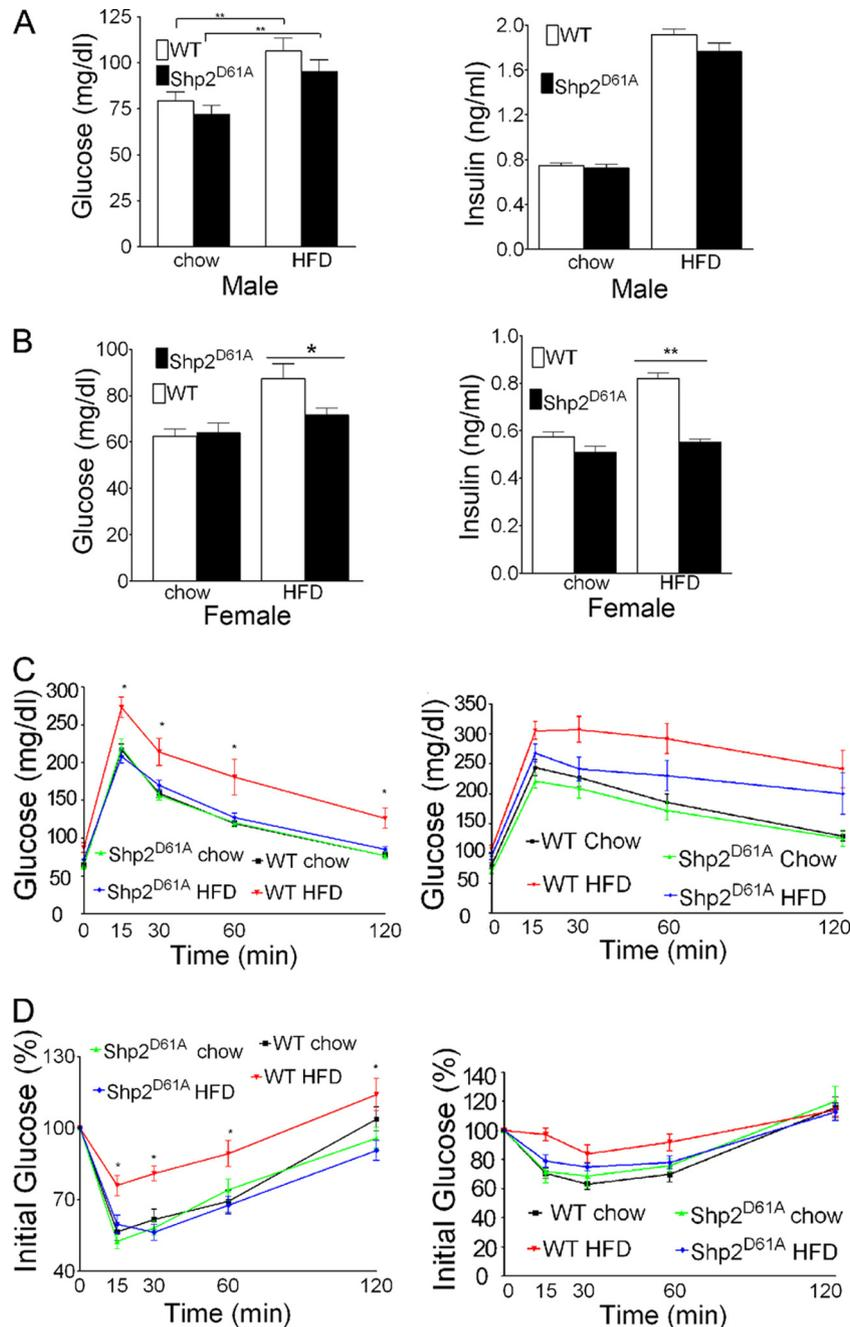 A
Glucose (mg/dl)
125
100
75
50
25
0
**
**
WT
Shp2D61A
chow
HFD
Male
Insulin (ng/ml)
2.0
1.6
1.2
0.8
0.4
0.0
WT
Shp2D61A
chow
HFD
Male
B
Glucose (mg/dl)
100
80
60
40
20
0
Shp2D61A
WT
*
chow
HFD
Female
Insulin (ng/ml)
1.0
0.8
0.6
0.4
0.2
0.0
WT
Shp2D61A
**
chow
HFD
Female
C
Glucose (mg/dl)
300
250
200
150
100
50
0
*
*
*
*
Shp2D61A chow
WT chow
Shp2D61A HFD
WT HFD
0 15 30 60 120
Time (min)
Glucose (mg/dl)
350
300
250
200
150
100
50
0
WT Chow
Shp2D61A Chow
WT HFD
Shp2D61A HFD
0 15 30 60 120
Time (min)
D
Initial Glucose (%)
130
100
70
40
Shp2D61A chow
WT chow
Shp2D61A HFD
WT HFD
*
*
*
*
0 15 30 60 120
Time (min)
Initial Glucose (%)
140
120
100
80
60
40
20
0
WT chow
Shp2D61A chow
WT HFD
Shp2D61A HFD
0 15 30 60 120
Time (min)